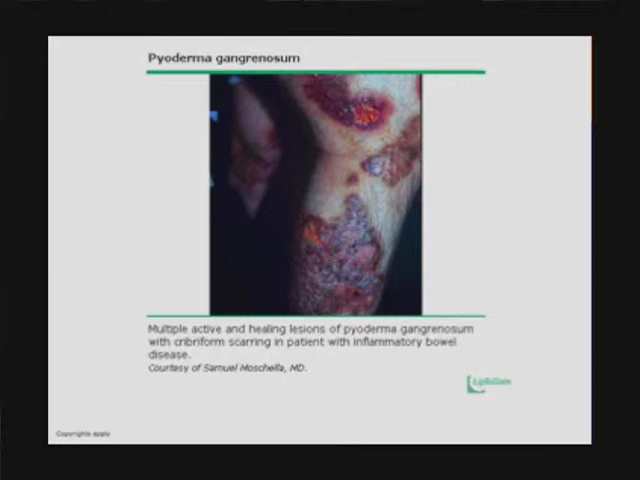 Pyoderma gangrenosum
Multiple active and healing lesions of pyoderma gangrenosum
with cribriform scarring in patient with inflammatory bowel
disease.
Courtesy of Samuel Moschella, MD.
UpToDate
Copyrights apply